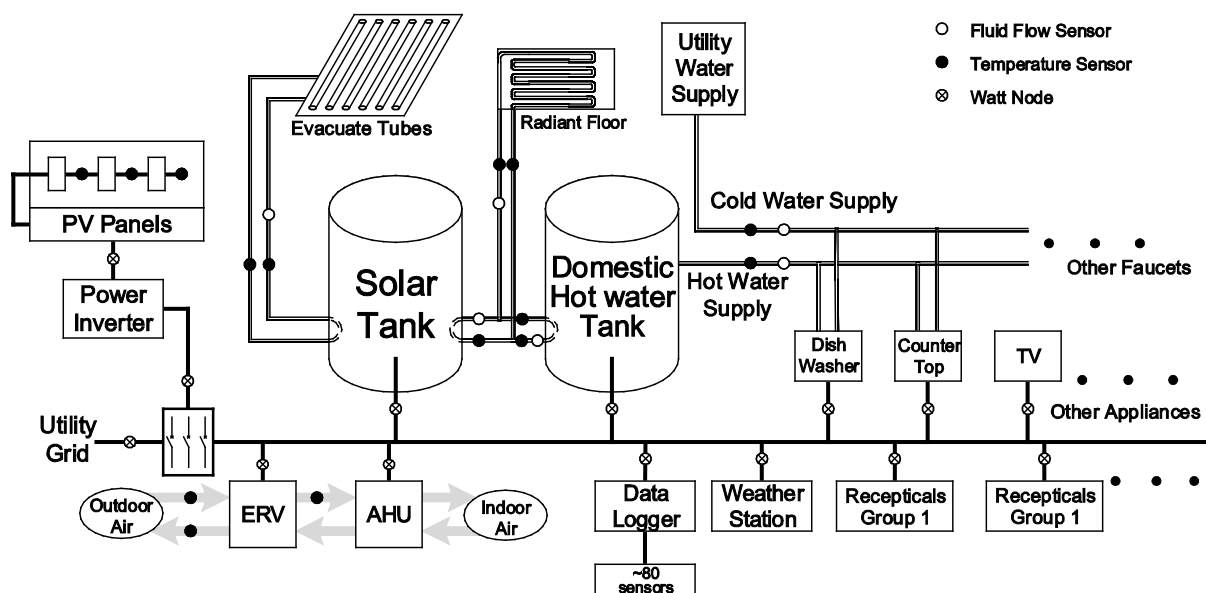 Fluid Flow Sensor
Temperature Sensor
Watt Node
Utility
Water
Supply
Evacuate Tubes
Radiant Floor
PV Panels
Cold Water Supply
Other Faucets
Power
Inverter
Solar
Tank
Domestic
Hot water
Tank
Hot Water
Supply
Dish
Washer
Counter
Top
TV
Other Appliances
Utility
Grid
Outdoor
Air
ERV
AHU
Indoor
Air
Data
Logger
Weather
Station
Recepticals
Group 1
Recepticals
Group 1
~80
sensors